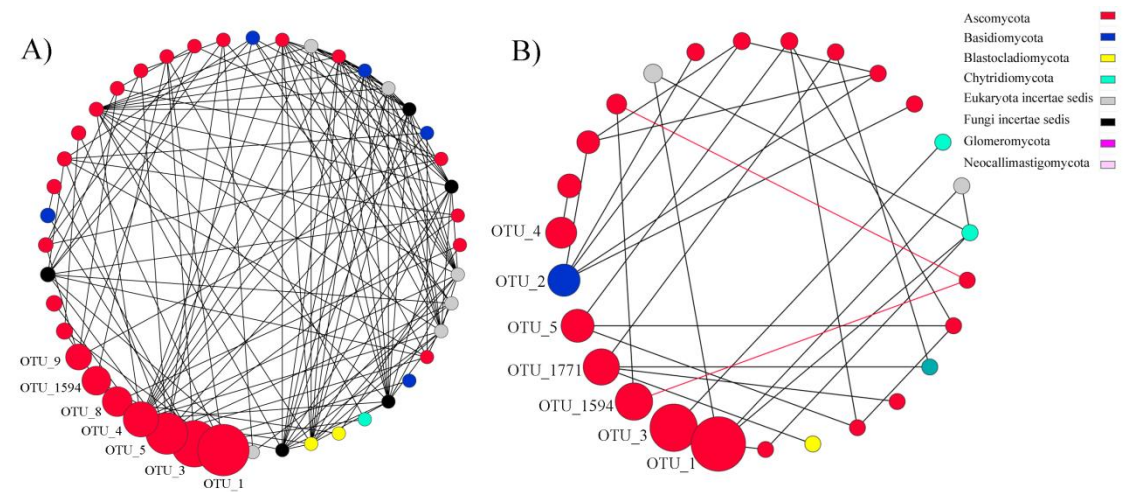 A)
B)
Ascomycota
Basidiomycota
Blastocladiomycota
Chytridiomycota
Eukaryota incertae sedis
Fungi incertae sedis
Glomeromycota
Neocallimastigomycota
OTU_9
OTU_1594
OTU_8
OTU_4
OTU_5
OTU_3
OTU_1
OTU_4
OTU_2
OTU_5
OTU_1771
OTU_1594
OTU_3
OTU_1